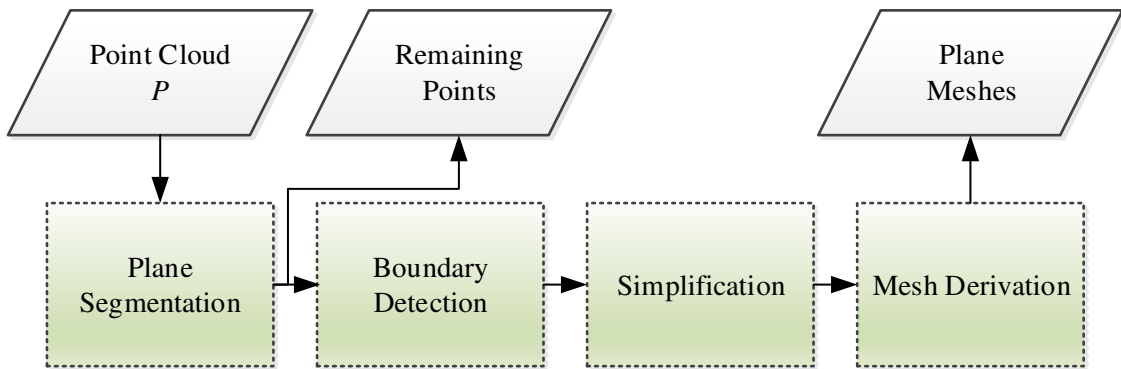 Point Cloud
P
Remaining
Points
Plane
Meshes
Plane
Segmentation
Boundary
Detection
Simplification
Mesh Derivation